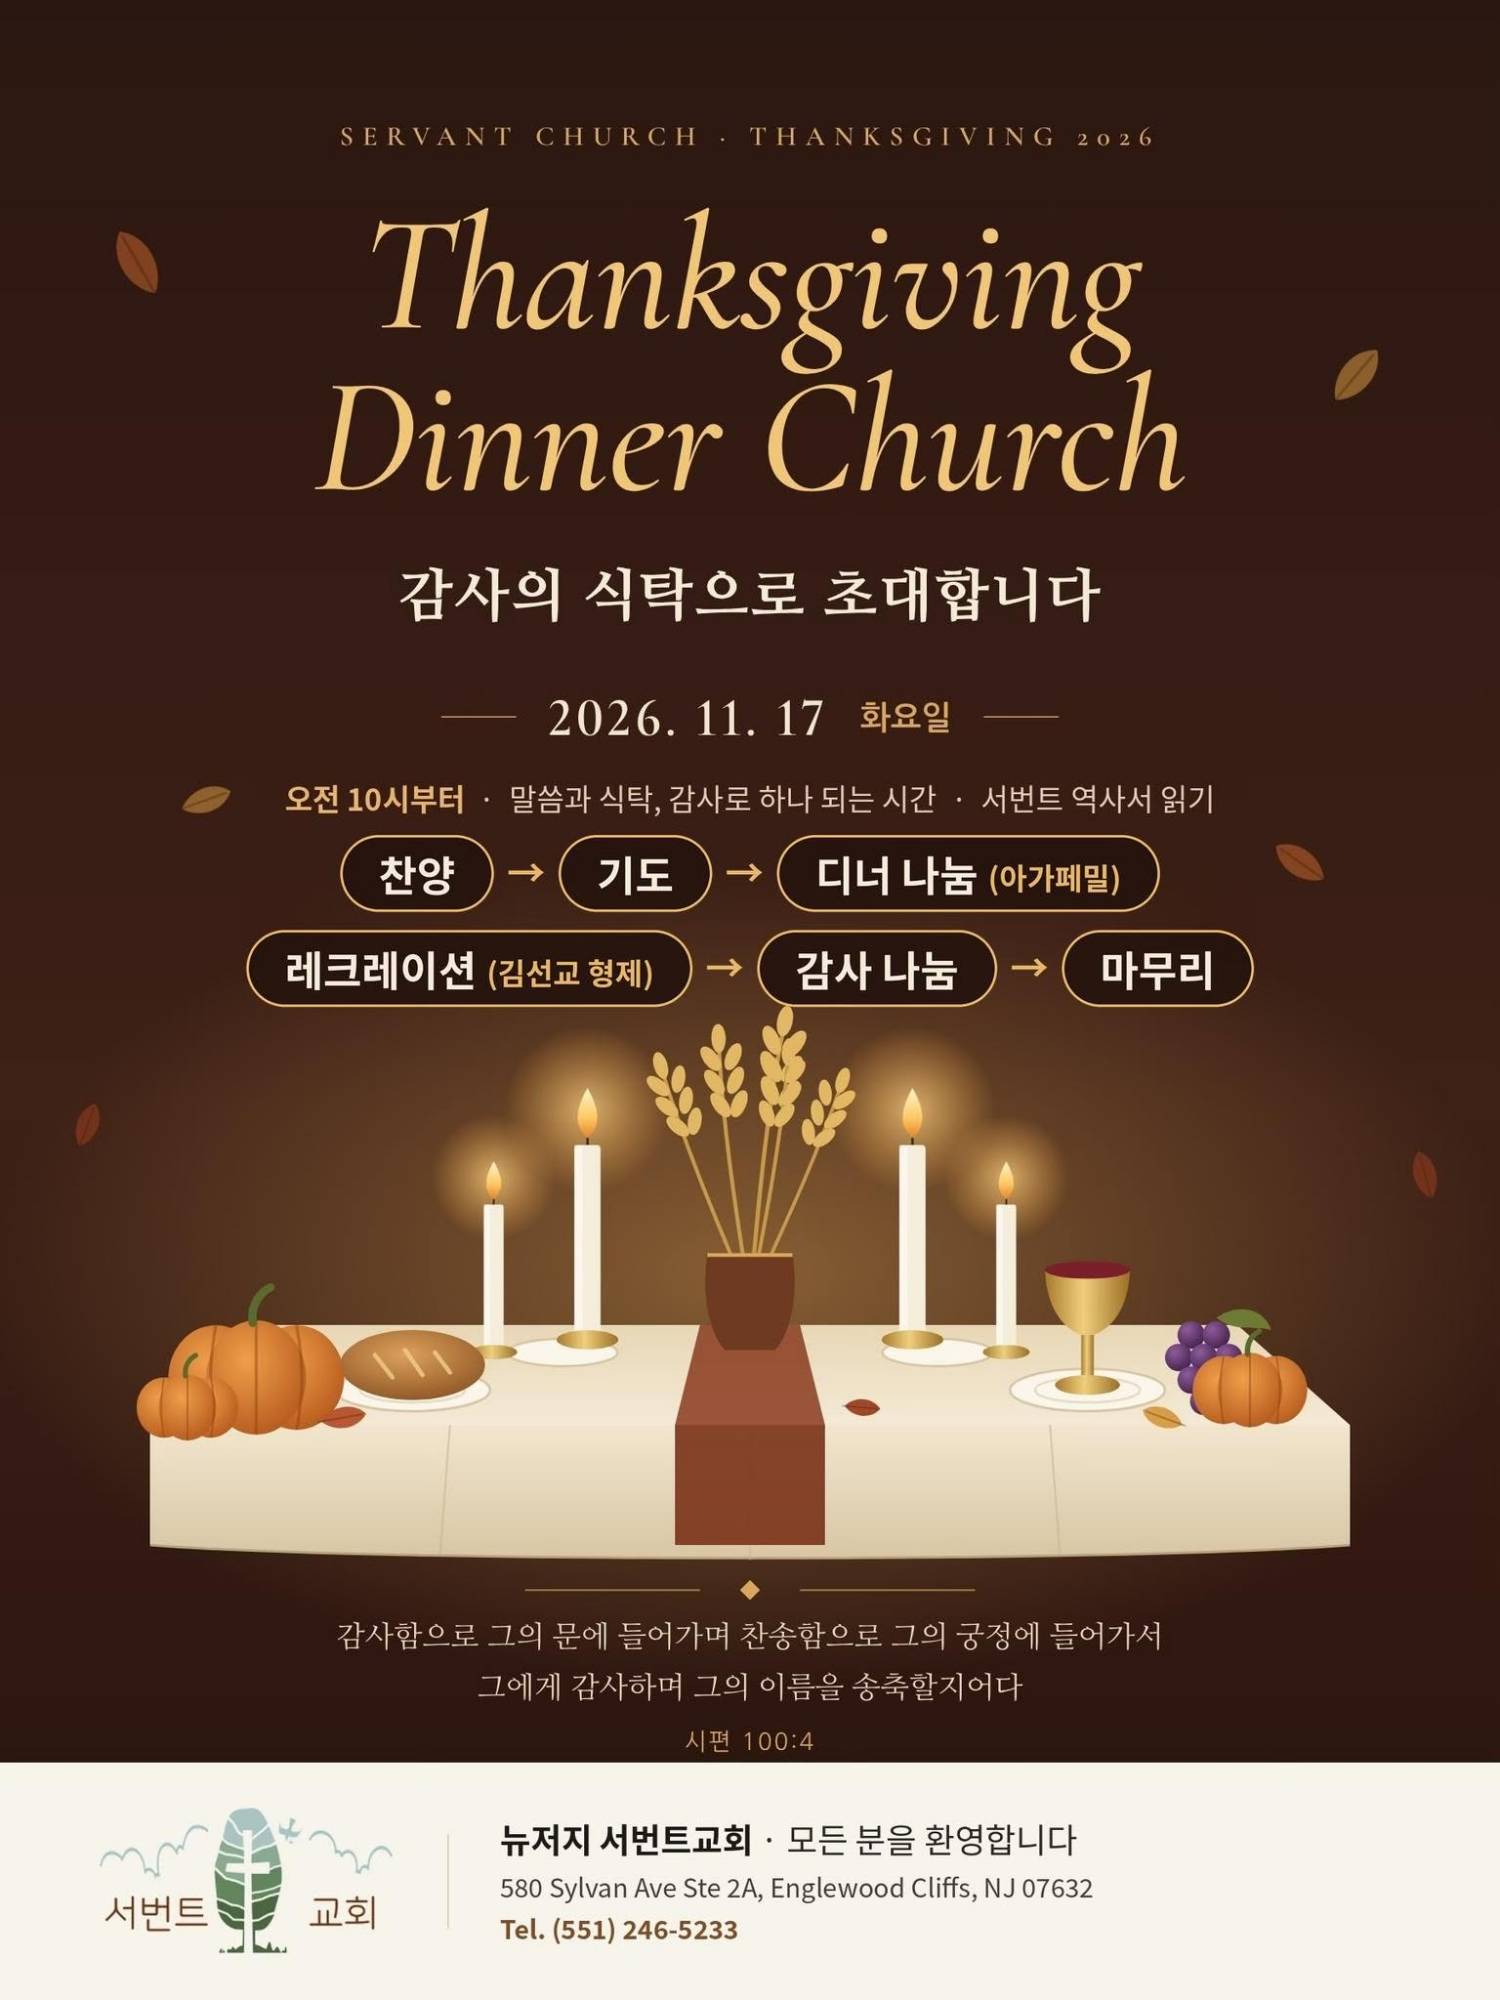 SERVANT CHURCH · THANKSGIVING 2026
Thanksgiving
Dinner Church
감사의 식탁으로 초대합니다
2026. 11. 17 화요일
오전 10시부터 · 말씀과 식탁, 감사로 하나 되는 시간 · 서번트 역사서 읽기
찬양 → 기도 → 디너 나눔 (아가페밀)
레크레이션 (김선교 형제) → 감사 나눔 → 마무리
감사함으로 그의 문에 들어가며 찬송함으로 그의 궁정에 들어가서
그에게 감사하며 그의 이름을 송축할지어다
시편 100:4
서번트 교회
뉴저지 서번트교회 · 모든 분을 환영합니다
580 Sylvan Ave Ste 2A, Englewood Cliffs, NJ 07632
Tel. (551) 246-5233